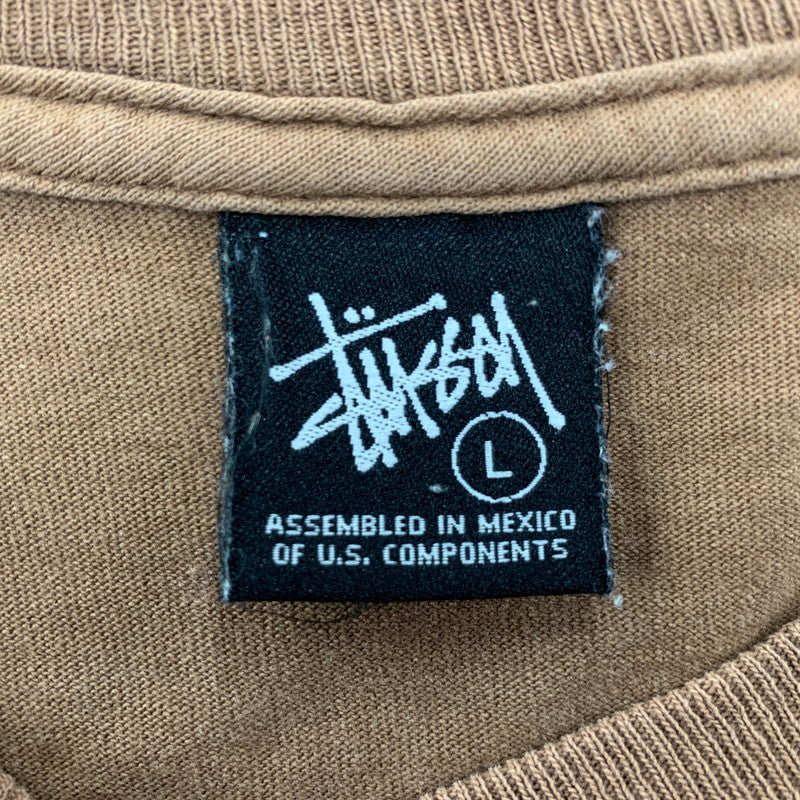 Stüssy
L
ASSEMBLED IN MEXICO
OF U.S. COMPONENTS